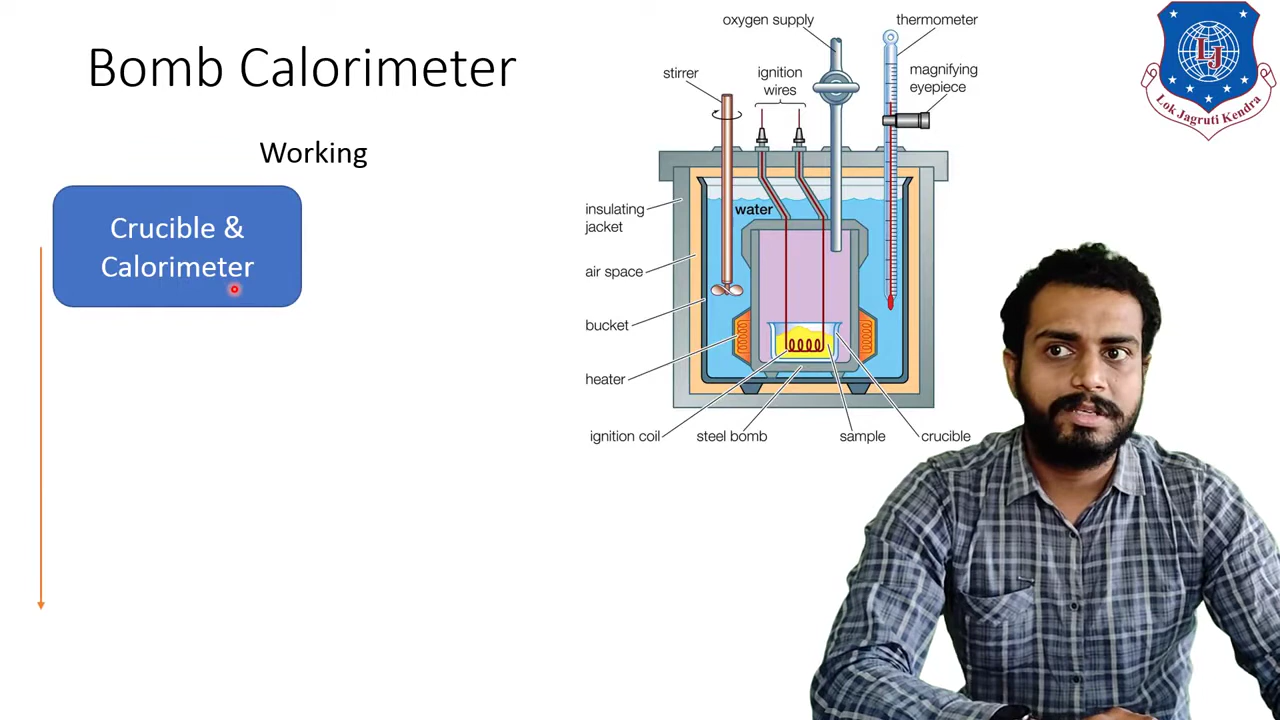 Bomb Calorimeter
Working
Crucible &
Calorimeter
oxygen supply
thermometer
stirrer
ignition
wires
magnifying
eyepiece
water
insulating
jacket
air space
bucket
heater
ignition coil
steel bomb
sample
crucible
LJ
Lok Jagruti Kendra